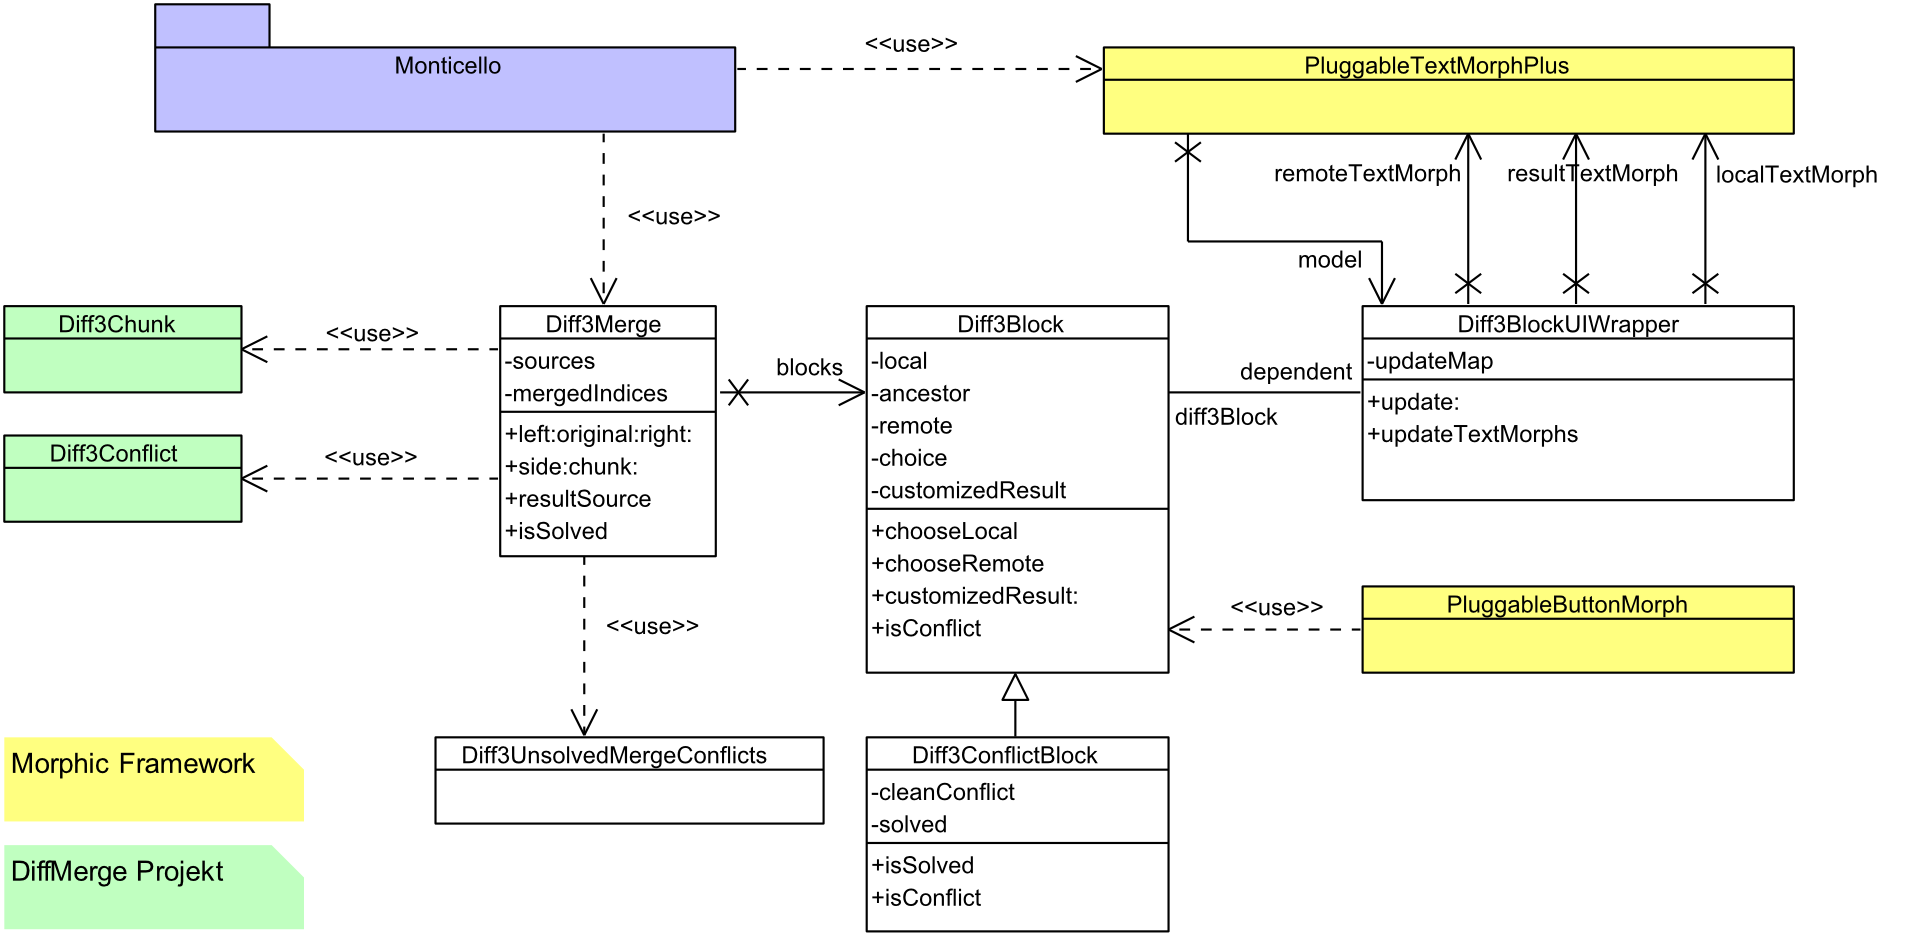 Monticello
<<use>>
PluggableTextMorphPlus
<<use>>
remoteTextMorph
resultTextMorph
localTextMorph
model
Diff3Chunk
<<use>>
Diff3Conflict
<<use>>
Diff3Merge
-sources
-mergedIndices
+left:original:right:
+side:chunk:
+resultSource
+isSolved
blocks
Diff3Block
-local
-ancestor
-remote
-choice
-customizedResult
+chooseLocal
+chooseRemote
+customizedResult:
+isConflict
dependent
diff3Block
Diff3BlockUIWrapper
-updateMap
+update:
+updateTextMorphs
<<use>>
PluggableButtonMorph
<<use>>
Diff3UnsolvedMergeConflicts
Diff3ConflictBlock
-cleanConflict
-solved
+isSolved
+isConflict
Morphic Framework
DiffMerge Projekt